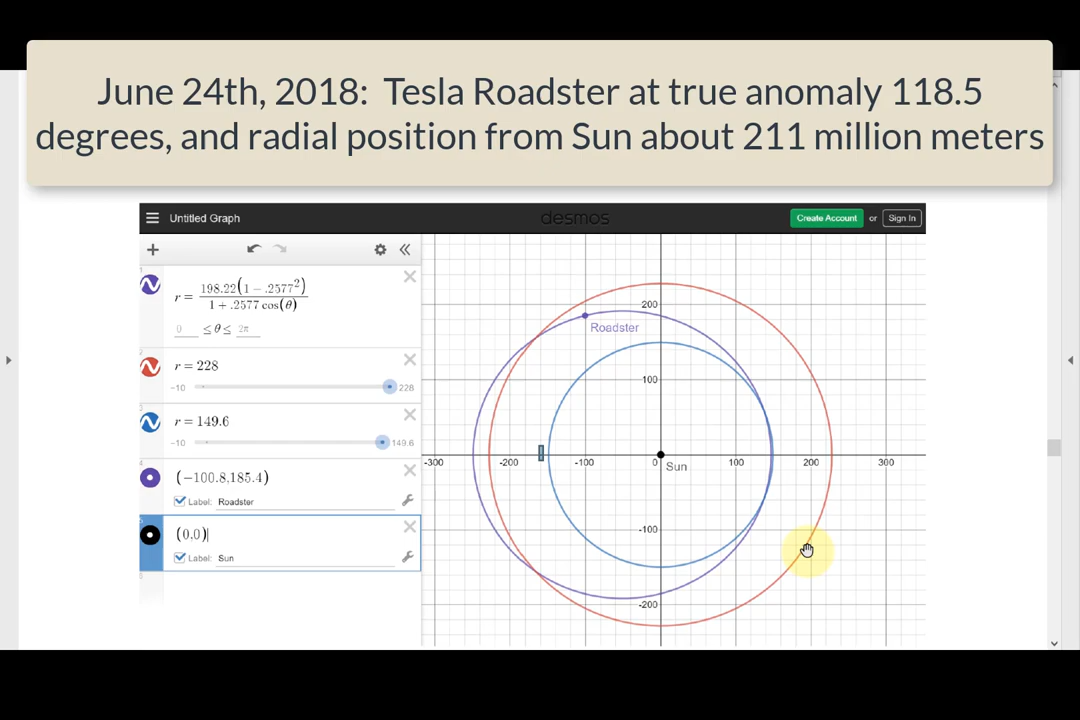 June 24th, 2018:  Tesla Roadster at true anomaly 118.5
degrees, and radial position from Sun about 211 million meters
Untitled Graph
desmos
Create Account or Sign In
1
r = 198.22(1 − .2577²) / 1 + .2577 cos(θ)
0 ≤ θ ≤ 2π
r = 228
-10 228
3
r = 149.6
-10 149.6
4
(−100.8,185.4)
Label: Roadster
(0,0)
Label: Sun
200
Roadster
100
-300 -200 -100 0 100 200 300
Sun
-100
-200